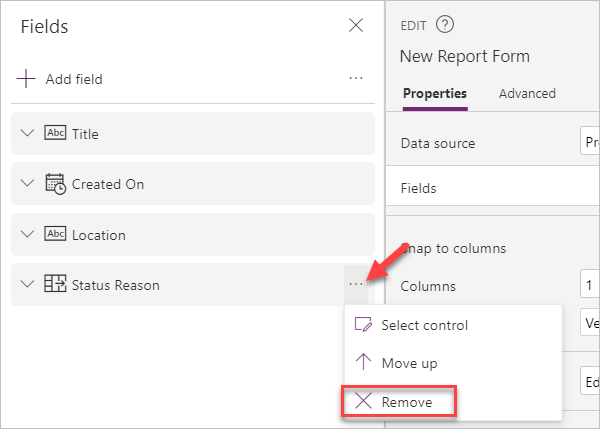 Fields
Add field
Abc Title
Created On
Abc Location
Status Reason
Select control
Move up
Remove
EDIT ?
New Report Form
Properties Advanced
Data source Pr
Fields
Snap to columns
Columns 1
Ve
Ed